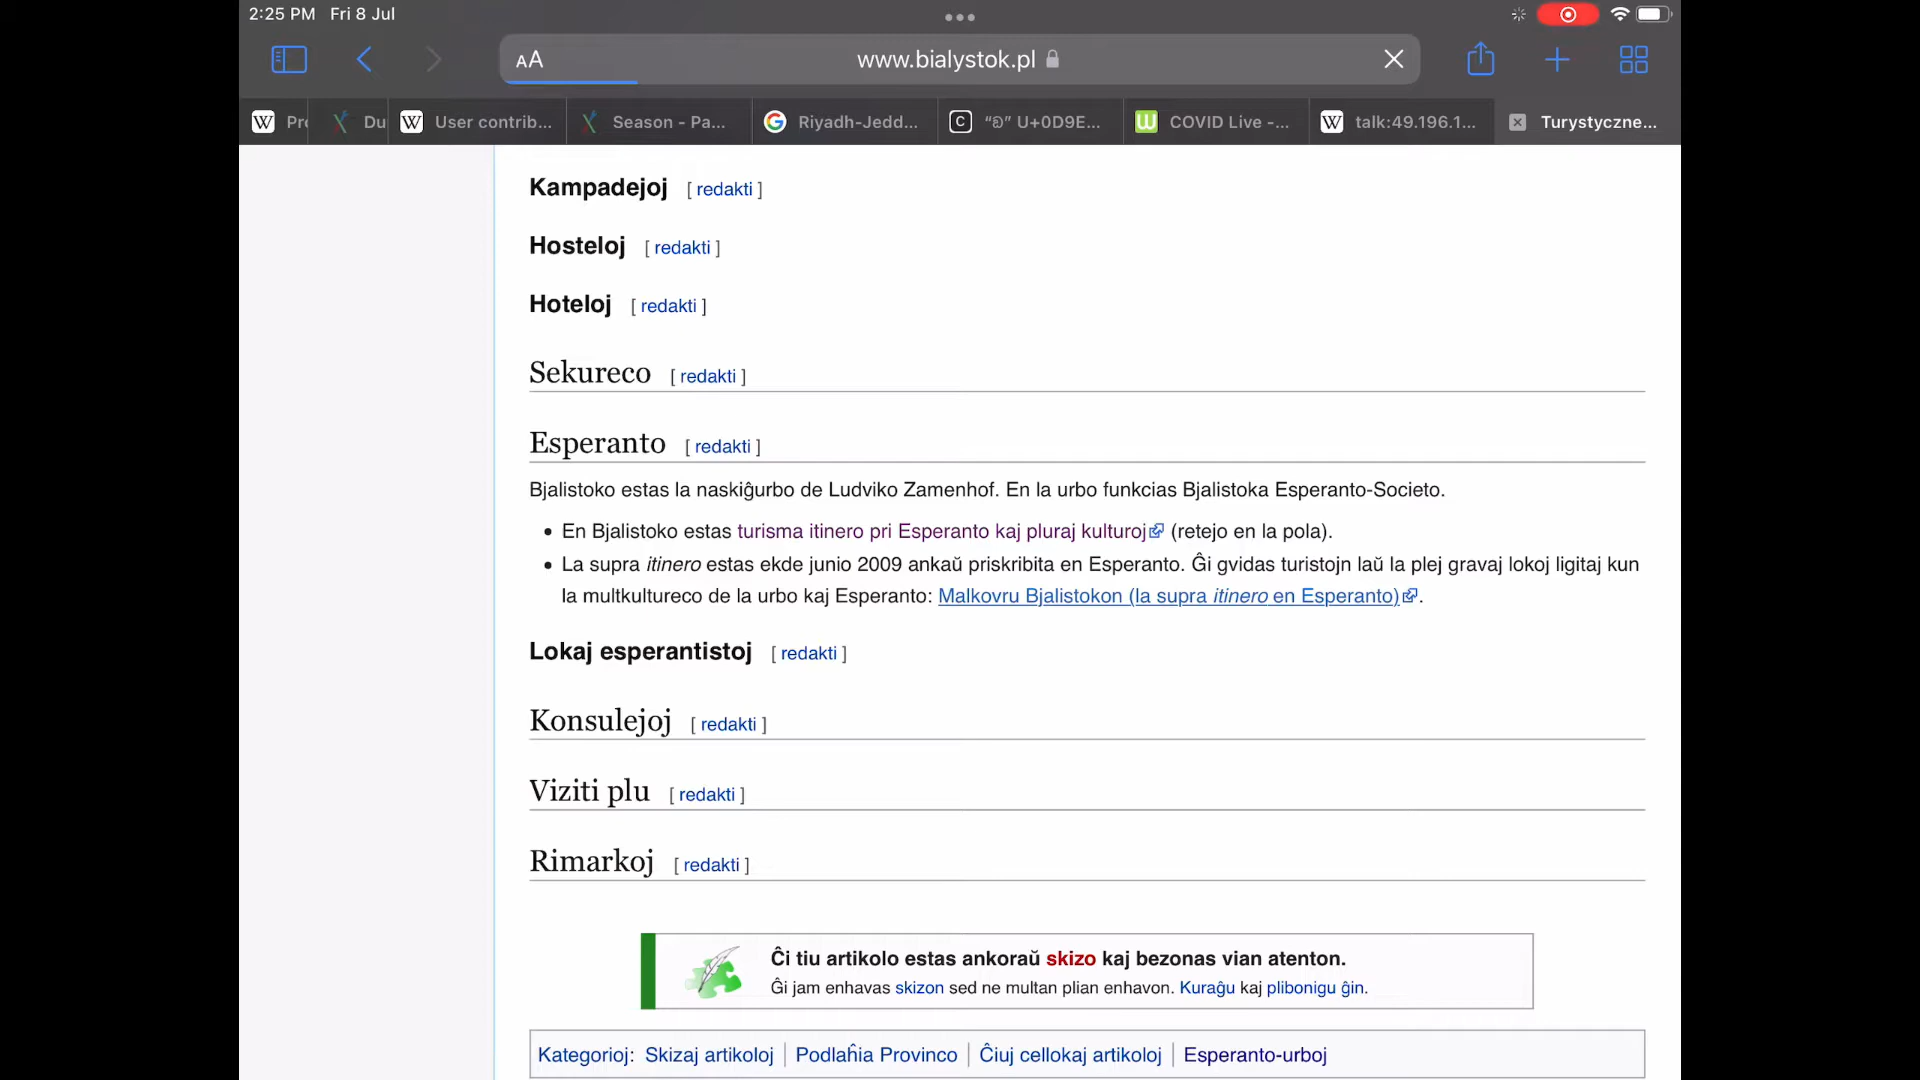 2:25 PM Fri 8 Jul
AA www.bialystok.pl
W Pr Du W User contrib... Season - Pa... G Riyadh-Jedd... C “ඞ” U+0D9E... W COVID Live -... W talk:49.196.1... Turystyczne...
Kampadejoj [ redakti ]
Hosteloj [ redakti ]
Hoteloj [ redakti ]
Sekureco [ redakti ]
Esperanto [ redakti ]
Bjalistoko estas la naskiĝurbo de Ludviko Zamenhof. En la urbo funkcias Bjalistoka Esperanto-Societo.
• En Bjalistoko estas turisma itinero pri Esperanto kaj pluraj kulturoj (retejo en la pola).
• La supra itinero estas ekde junio 2009 ankaŭ priskribita en Esperanto. Ĝi gvidas turistojn laŭ la plej gravaj lokoj ligitaj kun
la multkultureco de la urbo kaj Esperanto: Malkovru Bjalistokon (la supra itinero en Esperanto).
Lokaj esperantistoj [ redakti ]
Konsulejoj [ redakti ]
Viziti plu [ redakti ]
Rimarkoj [ redakti ]
Ĉi tiu artikolo estas ankoraŭ skizo kaj bezonas vian atenton.
Ĝi jam enhavas skizon sed ne multan plian enhavon. Kuraĝu kaj plibonigu ĝin.
Kategorioj: Skizaj artikoloj | Podlaĥia Provinco | Ĉiuj cellokaj artikoloj | Esperanto-urboj